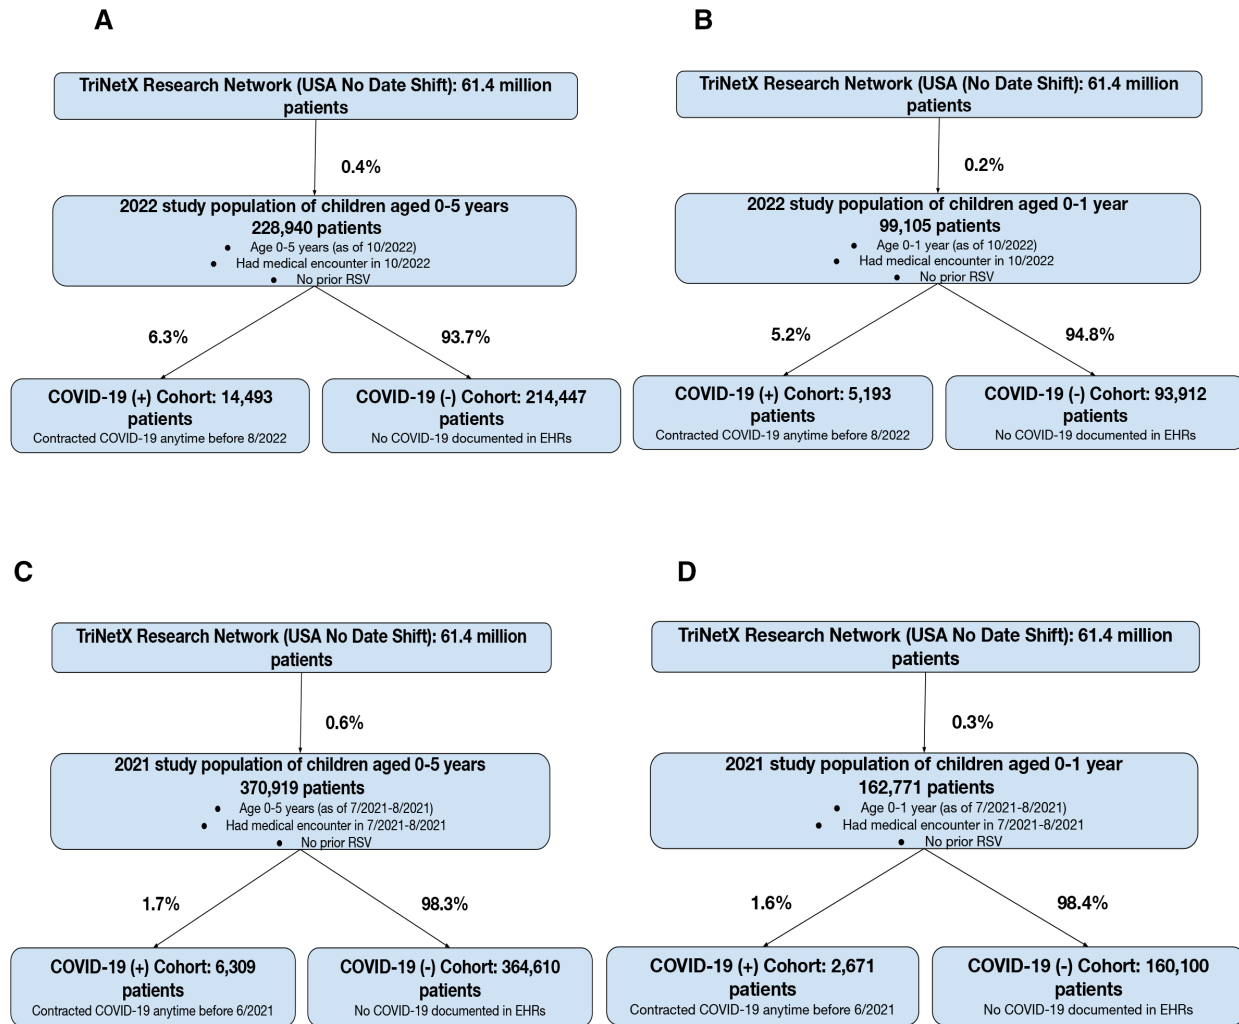 A
TriNetX Research Network (USA No Date Shift): 61.4 million
patients
0.4%
2022 study population of children aged 0-5 years
228,940 patients
● Age 0-5 years (as of 10/2022)
● Had medical encounter in 10/2022
● No prior RSV
6.3%
93.7%
COVID-19 (+) Cohort: 14,493
patients
Contracted COVID-19 anytime before 8/2022
COVID-19 (-) Cohort: 214,447
patients
No COVID-19 documented in EHRs
B
TriNetX Research Network (USA (No Date Shift): 61.4 million
patients
0.2%
2022 study population of children aged 0-1 year
99,105 patients
● Age 0-1 year (as of 10/2022)
● Had medical encounter in 10/2022
● No prior RSV
5.2%
94.8%
COVID-19 (+) Cohort: 5,193
patients
Contracted COVID-19 anytime before 8/2022
COVID-19 (-) Cohort: 93,912
patients
No COVID-19 documented in EHRs
C
TriNetX Research Network (USA No Date Shift): 61.4 million
patients
0.6%
2021 study population of children aged 0-5 years
370,919 patients
● Age 0-5 years (as of 7/2021-8/2021)
● Had medical encounter in 7/2021-8/2021
● No prior RSV
1.7%
98.3%
COVID-19 (+) Cohort: 6,309
patients
Contracted COVID-19 anytime before 6/2021
COVID-19 (-) Cohort: 364,610
patients
No COVID-19 documented in EHRs
D
TriNetX Research Network (USA No Date Shift): 61.4 million
patients
0.3%
2021 study population of children aged 0-1 year
162,771 patients
● Age 0-1 year (as of 7/2021-8/2021)
● Had medical encounter in 7/2021-8/2021
● No prior RSV
1.6%
98.4%
COVID-19 (+) Cohort: 2,671
patients
Contracted COVID-19 anytime before 6/2021
COVID-19 (-) Cohort: 160,100
patients
No COVID-19 documented in EHRs